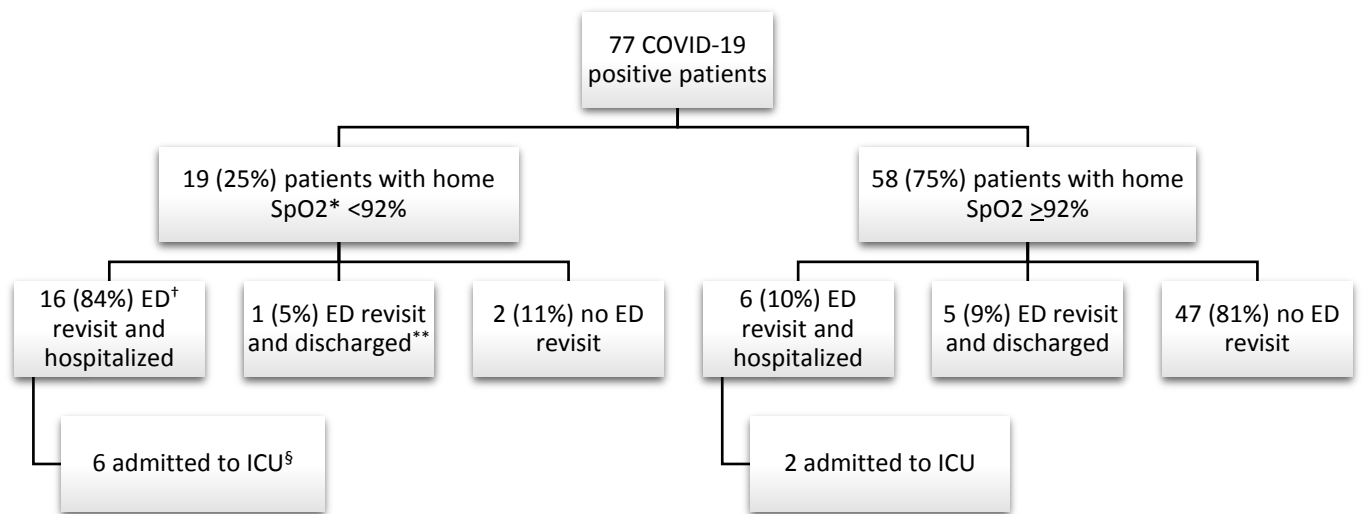 77 COVID-19
positive patients
19 (25%) patients with home
SpO2* <92%
58 (75%) patients with home
SpO2 ≥92%
16 (84%) ED†
revisit and
hospitalized
1 (5%) ED revisit
and discharged**
2 (11%) no ED
revisit
6 (10%) ED
revisit and
hospitalized
5 (9%) ED revisit
and discharged
47 (81%) no ED
revisit
6 admitted to ICU§
2 admitted to ICU